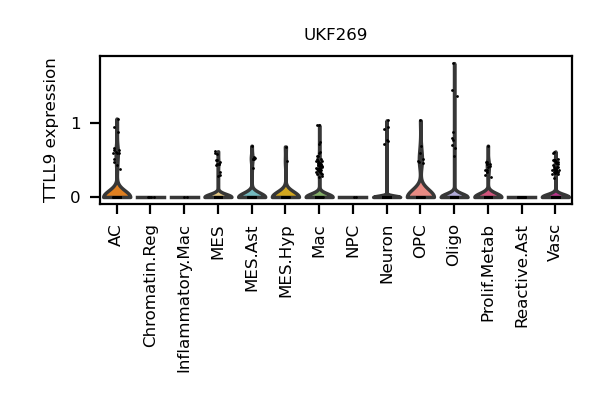 UKF269
TTLL9 expression
1
0
AC
Chromatin.Reg
Inflammatory.Mac
MES
MES.Ast
MES.Hyp
Mac
NPC
Neuron
OPC
Oligo
Prolif.Metab
Reactive.Ast
Vasc